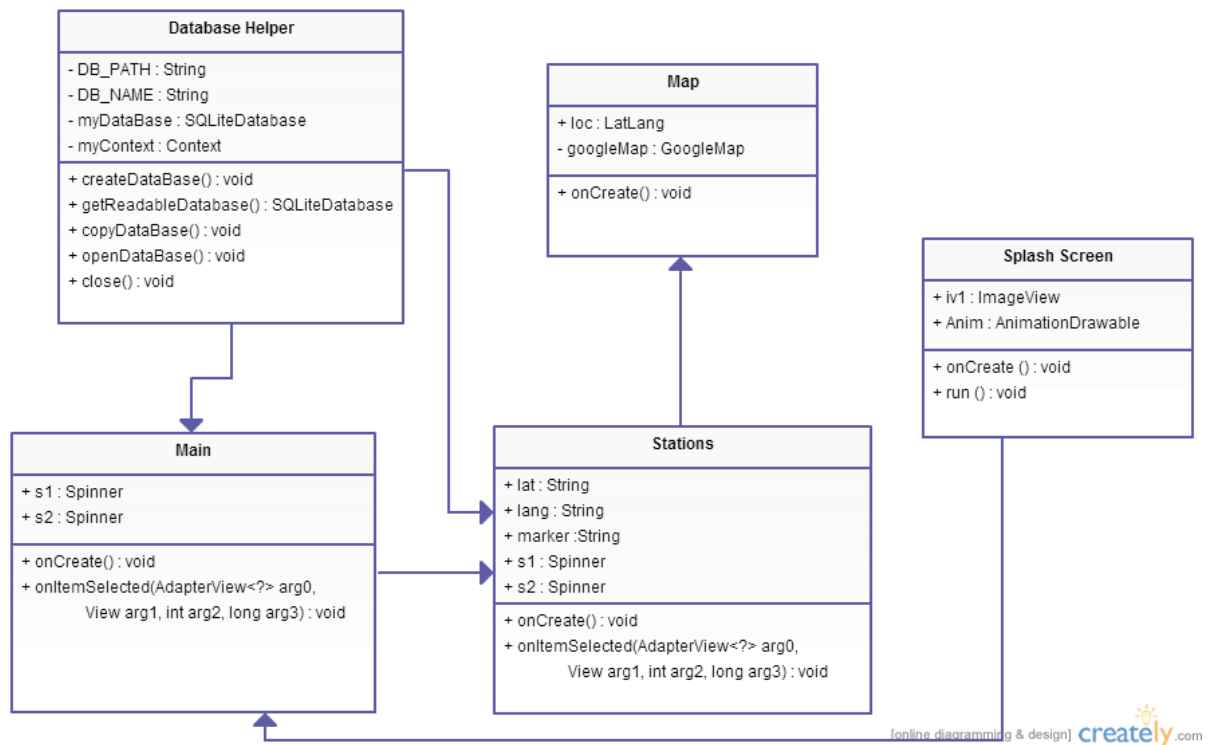 Database Helper
- DB_PATH : String
- DB_NAME : String
- myDataBase : SQLiteDatabase
- myContext : Context
+ createDataBase() : void
+ getReadableDatabase() : SQLiteDatabase
+ copyDataBase() : void
+ openDataBase() : void
+ close() : void
Map
+ loc : LatLang
- googleMap : GoogleMap
+ onCreate() : void
Splash Screen
+ iv1 : ImageView
+ Anim : AnimationDrawable
+ onCreate () : void
+ run () : void
Main
+ s1 : Spinner
+ s2 : Spinner
+ onCreate() : void
+ onItemSelected(AdapterView<?> arg0,
View arg1, int arg2, long arg3) : void
Stations
+ lat : String
+ lang : String
+ marker :String
+ s1 : Spinner
+ s2 : Spinner
+ onCreate() : void
+ onItemSelected(AdapterView<?> arg0,
View arg1, int arg2, long arg3) : void
[online diagramming & design] creately.com